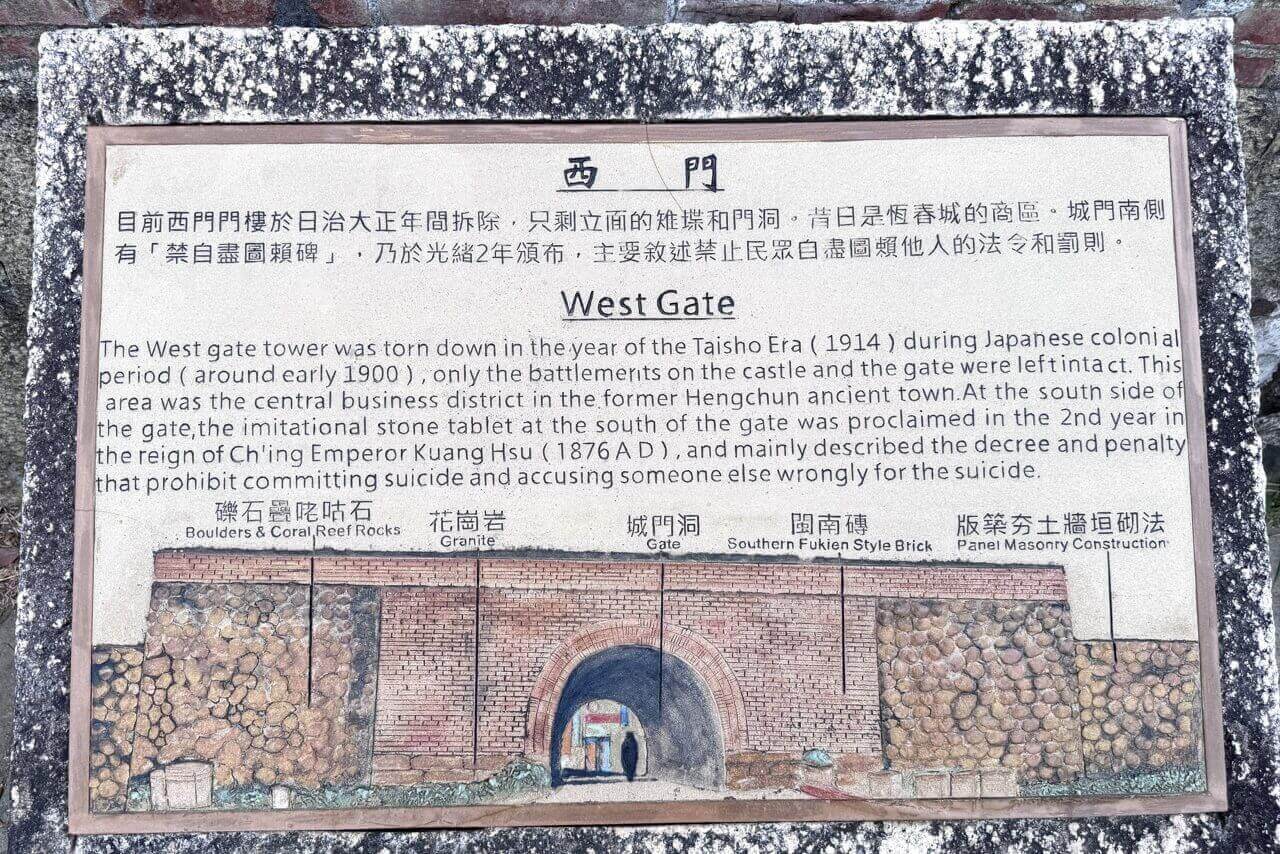 西 門
目前西門門樓於日治大正年間拆除，只剩立面的雉堞和門洞。昔日是恆春城的商區。城門南側
有「禁自盡圖賴碑」，乃於光緒2年頒布，主要敘述禁止民眾自盡圖賴他人的法令和罰則。
West Gate
The West gate tower was torn down in the year of the Taisho Era ( 1914 ) during Japanese colonial
period ( around early 1900 ) , only the battlements on the castle and the gate were left intact. This
area was the central business district in the former Hengchun ancient town.At the south side of
the gate,the imitational stone tablet at the south of the gate was proclaimed in the 2nd year in
the reign of Ch'ing Emperor Kuang Hsu ( 1876 A D ) , and mainly described the decree and penalty
that prohibit committing suicide and accusing someone else wrongly for the suicide.
礫石疊咾咕石 花崗岩 城門洞 閩南磚 版築夯土牆垣砌法
Boulders & Coral Reef Rocks Granite Gate Southern Fukien Style Brick Panel Masonry Construction